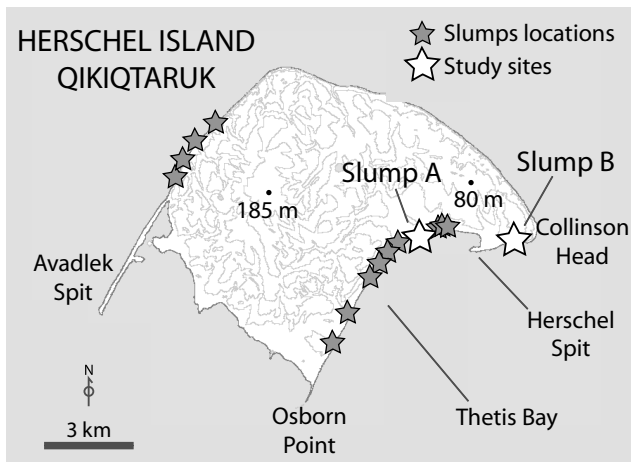 HERSCHEL ISLAND
QIKIQTARUK
Slumps locations
Study sites
Slump A
Slump B
185 m
80 m
Collinson
Head
Avadlek
Spit
Herschel
Spit
N
3 km
Osborn
Point
Thetis Bay